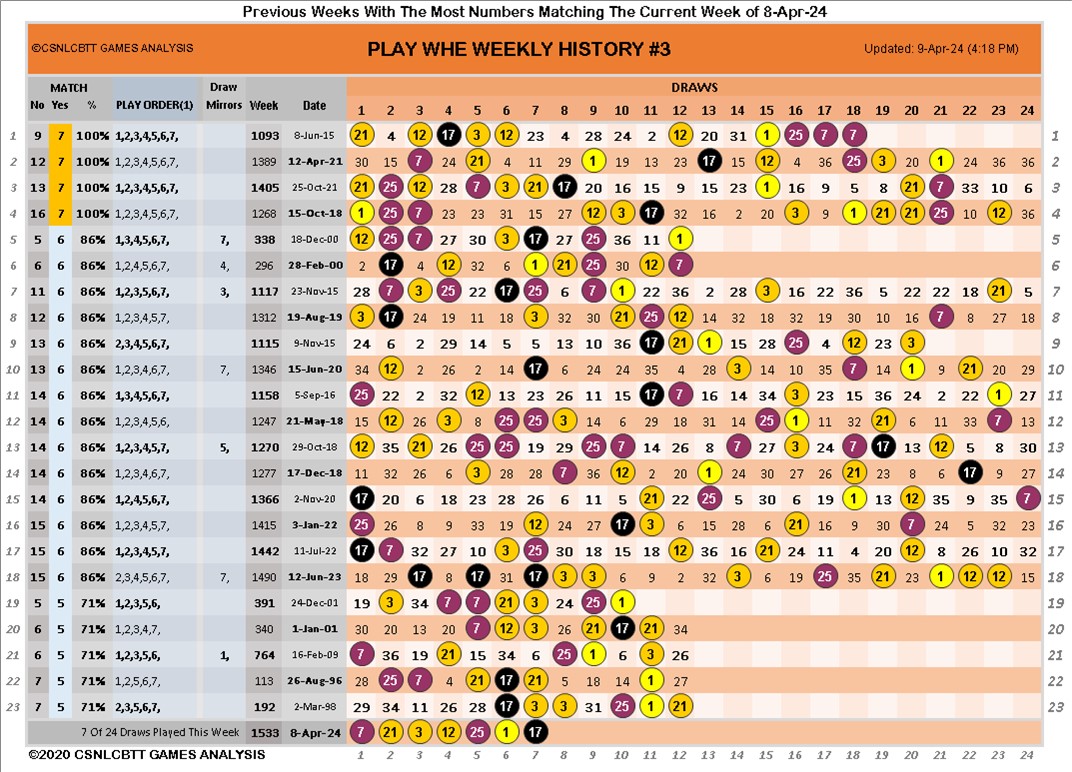 Previous Weeks With The Most Numbers Matching The Current Week of 8-Apr-24
©CSNLCBTT GAMES ANALYSIS PLAY WHE WEEKLY HISTORY #3 Updated: 9-Apr-24 (4:18 PM)
MATCH Draw DRAWS
No Yes % PLAY ORDER(1) Mirrors Week Date 1 2 3 4 5 6 7 8 9 10 11 12 13 14 15 16 17 18 19 20 21 22 23 24
1 9 7 100% 1,2,3,4,5,6,7, 1093 8-Jun-15 21 4 12 17 3 12 23 4 28 24 2 12 20 31 1 25 7 7 1
2 12 7 100% 1,2,3,4,5,6,7, 1389 12-Apr-21 30 15 7 24 21 4 11 29 1 19 13 23 17 15 12 4 36 25 3 20 1 24 36 36 2
3 13 7 100% 1,2,3,4,5,6,7, 1405 25-Oct-21 21 25 12 28 7 3 21 17 20 16 15 9 15 23 1 16 9 5 8 21 7 33 10 6 3
4 16 7 100% 1,2,3,4,5,6,7, 1268 15-Oct-18 1 25 7 23 23 31 15 27 12 3 17 32 16 2 20 3 9 1 21 21 25 10 12 36 4
5 5 6 86% 1,3,4,5,6,7, 7, 338 18-Dec-00 12 25 7 27 30 3 17 27 25 36 11 1 5
6 6 6 86% 1,2,4,5,6,7, 4, 296 28-Feb-00 2 17 4 12 32 6 1 21 25 30 12 7 6
7 11 6 86% 1,2,3,5,6,7, 3, 1117 23-Nov-15 28 7 3 25 22 17 25 6 7 1 22 36 2 28 3 16 22 36 5 22 22 18 21 5 7
8 12 6 86% 1,2,3,4,5,7, 1312 19-Aug-19 3 17 24 19 11 18 3 32 30 21 25 12 14 32 18 32 19 30 10 16 7 8 27 18 8
9 13 6 86% 2,3,4,5,6,7, 1115 9-Nov-15 24 6 2 29 14 5 5 13 10 36 17 21 1 15 28 25 4 12 23 3 9
10 13 6 86% 1,2,3,4,6,7, 7, 1346 15-Jun-20 34 12 2 2 14 6 17 6 24 24 35 4 28 3 14 10 35 7 14 1 9 21 20 29 10
11 14 6 86% 1,3,4,5,6,7, 1158 5-Sep-16 25 22 2 32 12 13 23 25 26 11 17 7 16 14 34 3 23 15 36 24 2 22 1 27 11
12 14 6 86% 1,2,3,4,5,6, 1247 21-May-18 15 12 26 3 8 25 25 3 26 6 29 18 31 14 25 1 11 32 21 6 11 33 7 13 12
13 14 6 86% 1,2,3,4,5,7, 5, 1270 29-Oct-18 12 35 21 26 25 25 19 29 25 7 14 26 8 7 27 3 24 7 17 13 12 5 8 30 13
14 14 6 86% 1,2,3,4,6,7, 1277 17-Dec-18 11 32 26 6 3 28 28 7 36 12 2 20 1 24 30 27 26 21 23 8 6 17 9 27 14
15 14 6 86% 1,2,4,5,6,7, 1366 2-Nov-20 17 20 6 18 23 28 26 6 11 5 21 22 25 5 30 6 19 1 13 12 35 9 35 7 15
16 15 6 86% 1,2,3,4,5,7, 1415 3-Jan-22 25 26 8 9 33 19 12 24 27 17 3 6 15 28 6 21 16 9 30 7 24 5 32 23 16
17 15 6 86% 1,2,3,4,5,7, 1442 11-Jul-22 17 7 32 27 10 3 25 30 18 15 18 12 36 16 21 24 11 4 20 12 8 26 10 32 17
18 15 6 86% 2,3,4,5,6,7, 7, 1490 12-Jun-23 18 29 17 8 17 31 17 3 3 6 9 2 32 3 6 19 25 35 21 23 1 12 12 15 18
19 5 5 71% 1,2,3,5,6, 391 24-Dec-01 19 3 34 7 7 21 3 24 25 1 19
20 6 5 71% 1,2,3,4,7, 340 1-Jan-01 30 20 13 20 7 12 3 26 21 17 21 34 20
21 6 5 71% 1,2,3,5,6, 1, 764 16-Feb-09 7 36 19 21 15 34 6 25 1 6 3 26 21
22 7 5 71% 1,2,5,6,7, 113 26-Aug-96 28 25 7 4 21 17 21 5 18 14 1 27 22
23 7 5 71% 2,3,5,6,7, 192 2-Mar-98 29 34 11 26 28 17 3 3 31 25 1 21 23
7 Of 24 Draws Played This Week 1533 8-Apr-24 7 21 3 12 25 1 17
©2020 CSNLCBTT GAMES ANALYSIS 1 2 3 4 5 6 7 8 9 10 11 12 13 14 15 16 17 18 19 20 21 22 23 24